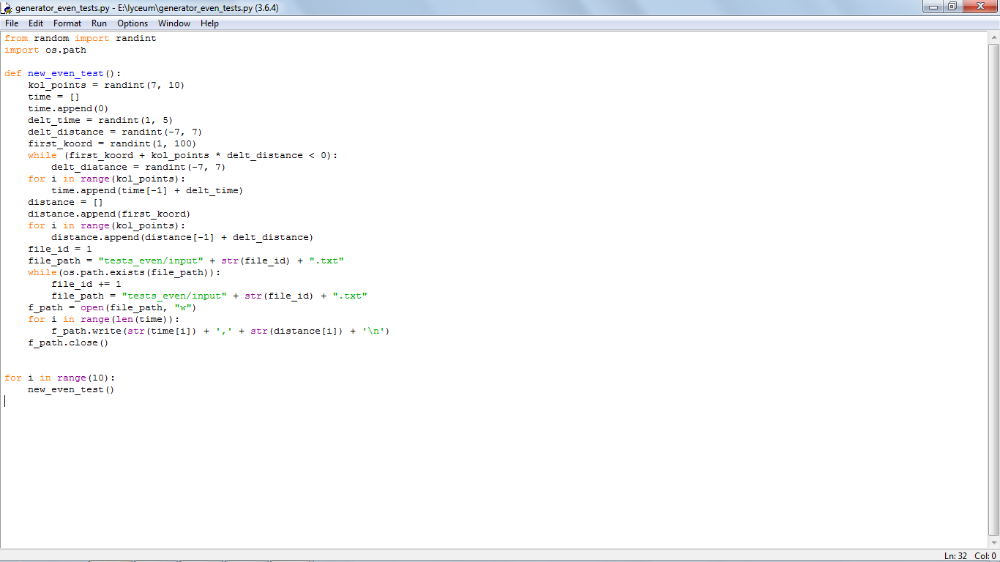 generator_even_tests.py - E:\lyceum\generator_even_tests.py (3.6.4)
File Edit Format Run Options Window Help
from random import randint
import os.path

def new_even_test():
    kol_points = randint(7, 10)
    time = []
    time.append(0)
    delt_time = randint(1, 5)
    delt_distance = randint(-7, 7)
    first_koord = randint(1, 100)
    while (first_koord + kol_points * delt_distance < 0):
        delt_diatance = randint(-7, 7)
    for i in range(kol_points):
        time.append(time[-1] + delt_time)
    distance = []
    distance.append(first_koord)
    for i in range(kol_points):
        distance.append(distance[-1] + delt_distance)
    file_id = 1
    file_path = "tests_even/input" + str(file_id) + ".txt"
    while(os.path.exists(file_path)):
        file_id += 1
        file_path = "tests_even/input" + str(file_id) + ".txt"
    f_path = open(file_path, "w")
    for i in range(len(time)):
        f_path.write(str(time[i]) + ',' + str(distance[i]) + '\n')
    f_path.close()


for i in range(10):
    new_even_test()
Ln: 32 Col: 0